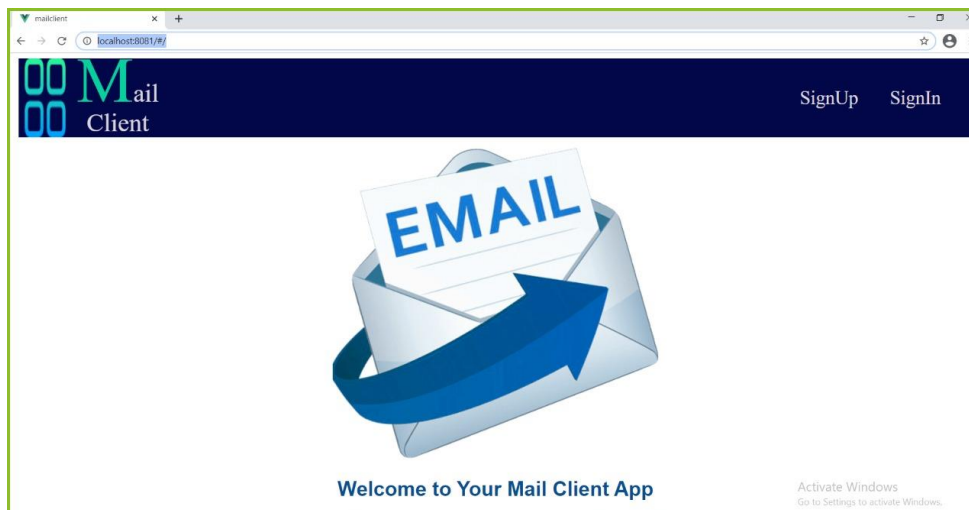 mailclient
localhost:8081/#/
Mail
Client
SignUp SignIn
EMAIL
Welcome to Your Mail Client App
Activate Windows
Go to Settings to activate Windows.